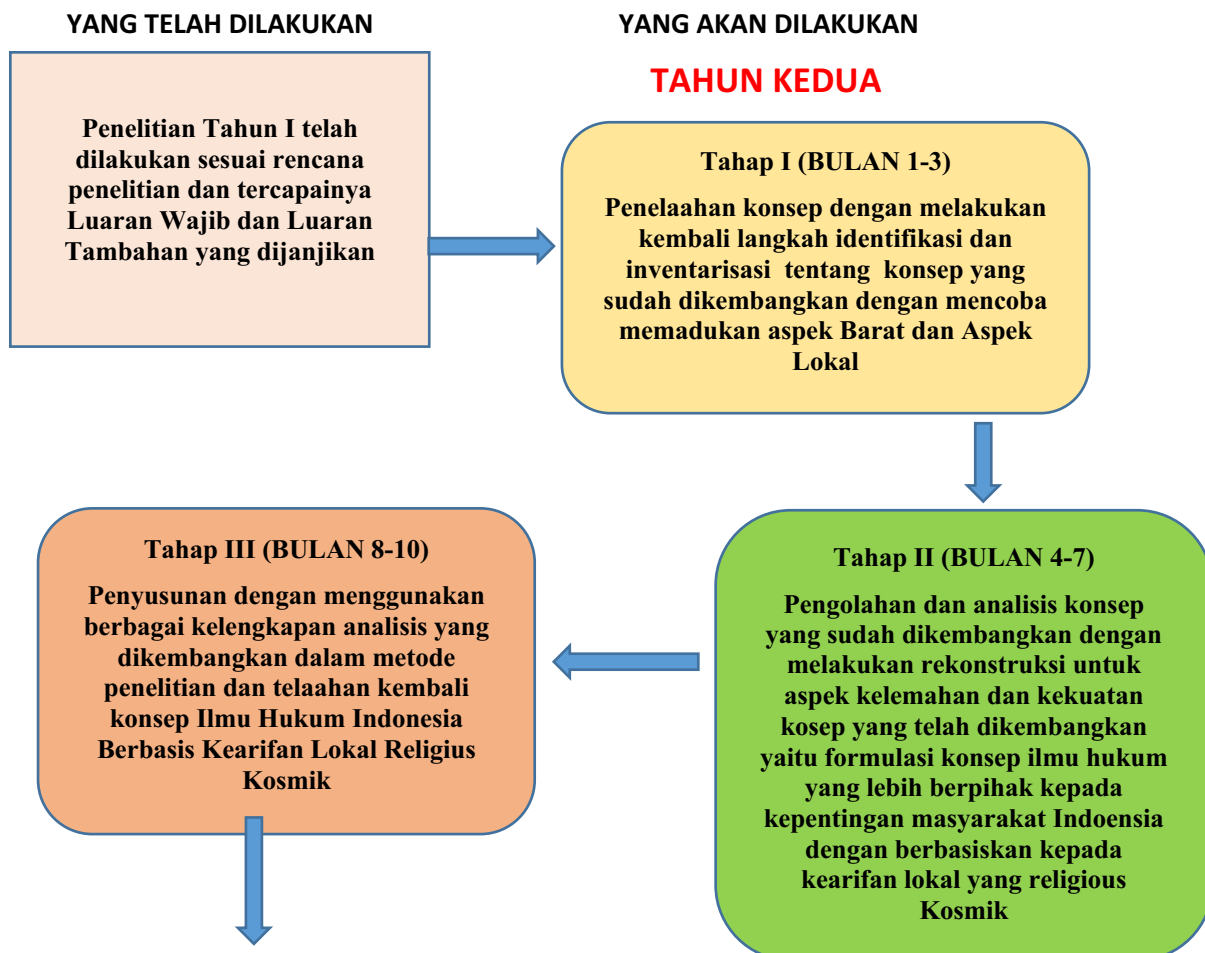 YANG TELAH DILAKUKAN
YANG AKAN DILAKUKAN
TAHUN KEDUA
Penelitian Tahun I telah
dilakukan sesuai rencana
penelitian dan tercapainya
Luaran Wajib dan Luaran
Tambahan yang dijanjikan
Tahap I (BULAN 1-3)
Penelaahan konsep dengan melakukan
kembali langkah identifikasi dan
inventarisasi tentang konsep yang
sudah dikembangkan dengan mencoba
memadukan aspek Barat dan Aspek
Lokal
Tahap II (BULAN 4-7)
Pengolahan dan analisis konsep
yang sudah dikembangkan dengan
melakukan rekonstruksi untuk
aspek kelemahan dan kekuatan
kosep yang telah dikembangkan
yaitu formulasi konsep ilmu hukum
yang lebih berpihak kepada
kepentingan masyarakat Indoensia
dengan berbasiskan kepada
kearifan lokal yang religious
Kosmik
Tahap III (BULAN 8-10)
Penyusunan dengan menggunakan
berbagai kelengkapan analisis yang
dikembangkan dalam metode
penelitian dan telaahan kembali
konsep Ilmu Hukum Indonesia
Berbasis Kearifan Lokal Religius
Kosmik